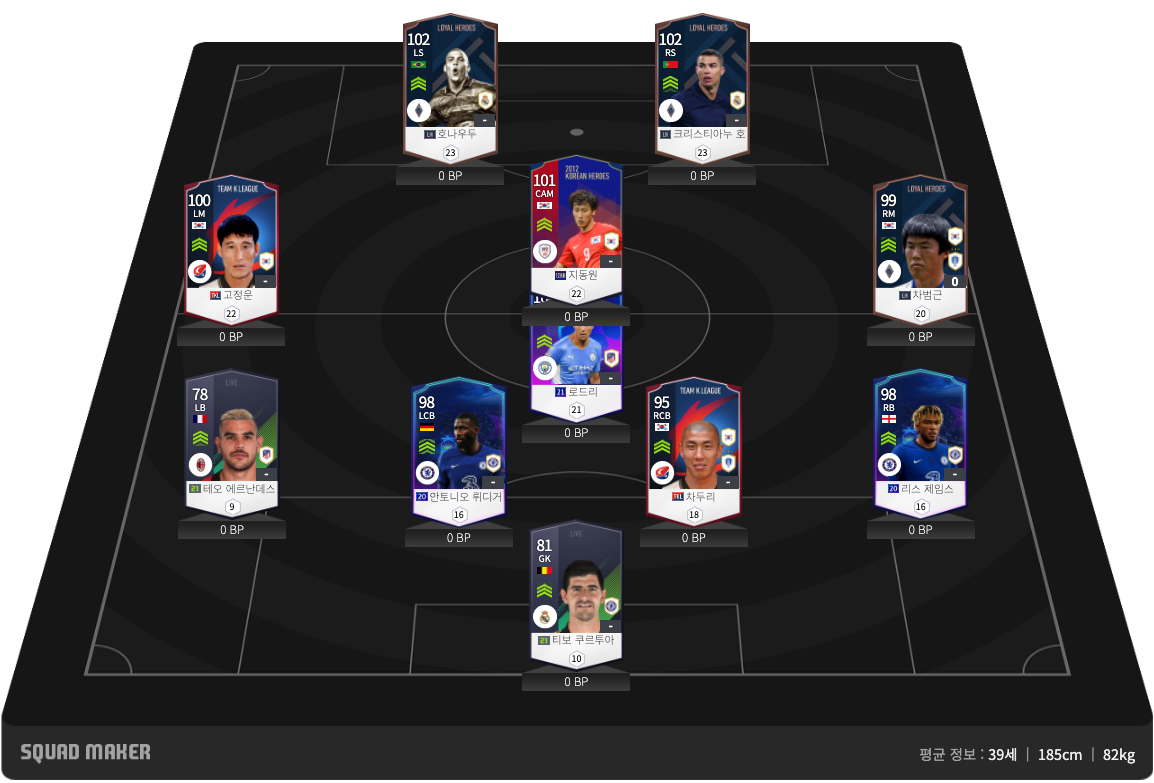 LOYAL HEROES
102
LS
LH 호나우두
23
0 BP
LOYAL HEROES
102
RS
LH 크리스티아누 호
23
0 BP
2012
KOREAN HEROES
101
CAM
12KH 지동원
22
0 BP
TEAM K LEAGUE
100
LM
TKL 고정운
22
0 BP
LOYAL HEROES
99
RM
0
LH 차범근
20
0 BP
21 로드리
21
0 BP
LIVE
78
LB
21 테오 에르난데스
9
0 BP
98
LCB
20 안토니오 뤼디거
16
0 BP
TEAM K LEAGUE
95
RCB
TKL 차두리
18
0 BP
98
RB
20 리스 제임스
16
0 BP
LIVE
81
GK
21 티보 쿠르투아
10
0 BP
SQUAD MAKER
평균 정보 : 39세 | 185cm | 82kg